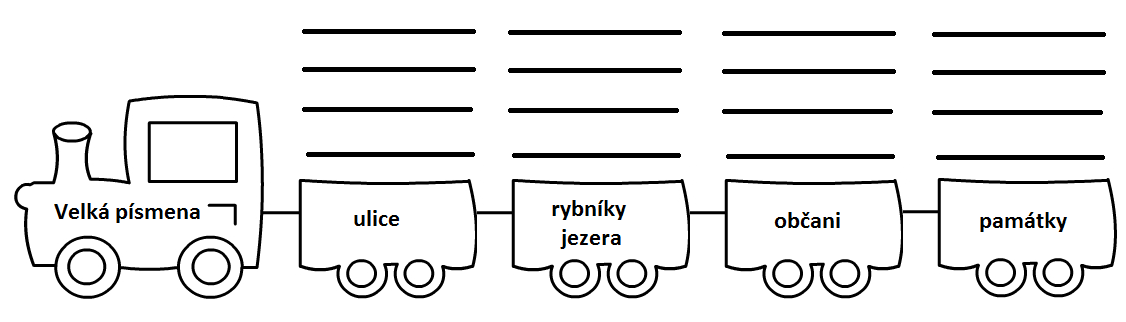 Velká písmena
ulice
rybníky
jezera
občani
památky